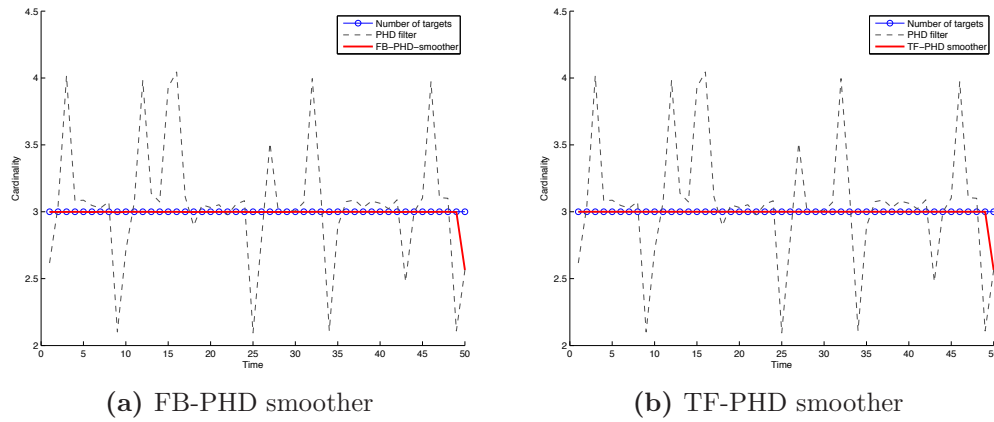 4.5
4
3.5
3
2.5
2
Cardinality
0 5 10 15 20 25 30 35 40 45 50
Time
Number of targets
PHD filter
FB-PHD-smoother
(a) FB-PHD smoother
4.5
4
3.5
3
2.5
2
Cardinality
0 5 10 15 20 25 30 35 40 45 50
Time
Number of targets
PHD filter
TF-PHD smoother
(b) TF-PHD smoother